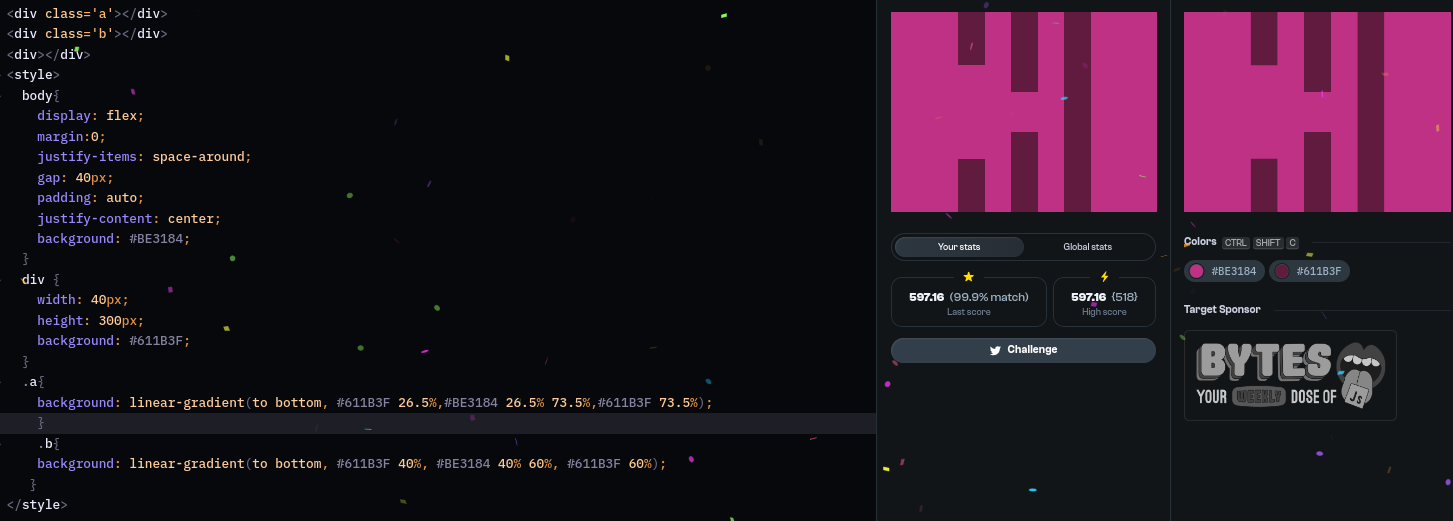 <div class='a'></div>
<div class='b'></div>
<div></div>
<style>
body{
display: flex;
margin:0;
justify-items: space-around;
gap: 40px;
padding: auto;
justify-content: center;
background: #BE3184;
}
div {
width: 40px;
height: 300px;
background: #611B3F;
}
.a{
background: linear-gradient(to bottom, #611B3F 26.5%,#BE3184 26.5% 73.5%,#611B3F 73.5%);
}
.b{
background: linear-gradient(to bottom, #611B3F 40%, #BE3184 40% 60%, #611B3F 60%);
}
</style>
Your stats
Global stats
597.16 (99.9% match)
Last score
597.16 {518}
High score
Challenge
Colors CTRL SHIFT C
#BE3184
#611B3F
Target Sponsor
BYTES
YOUR WEEKLY DOSE OF
JS